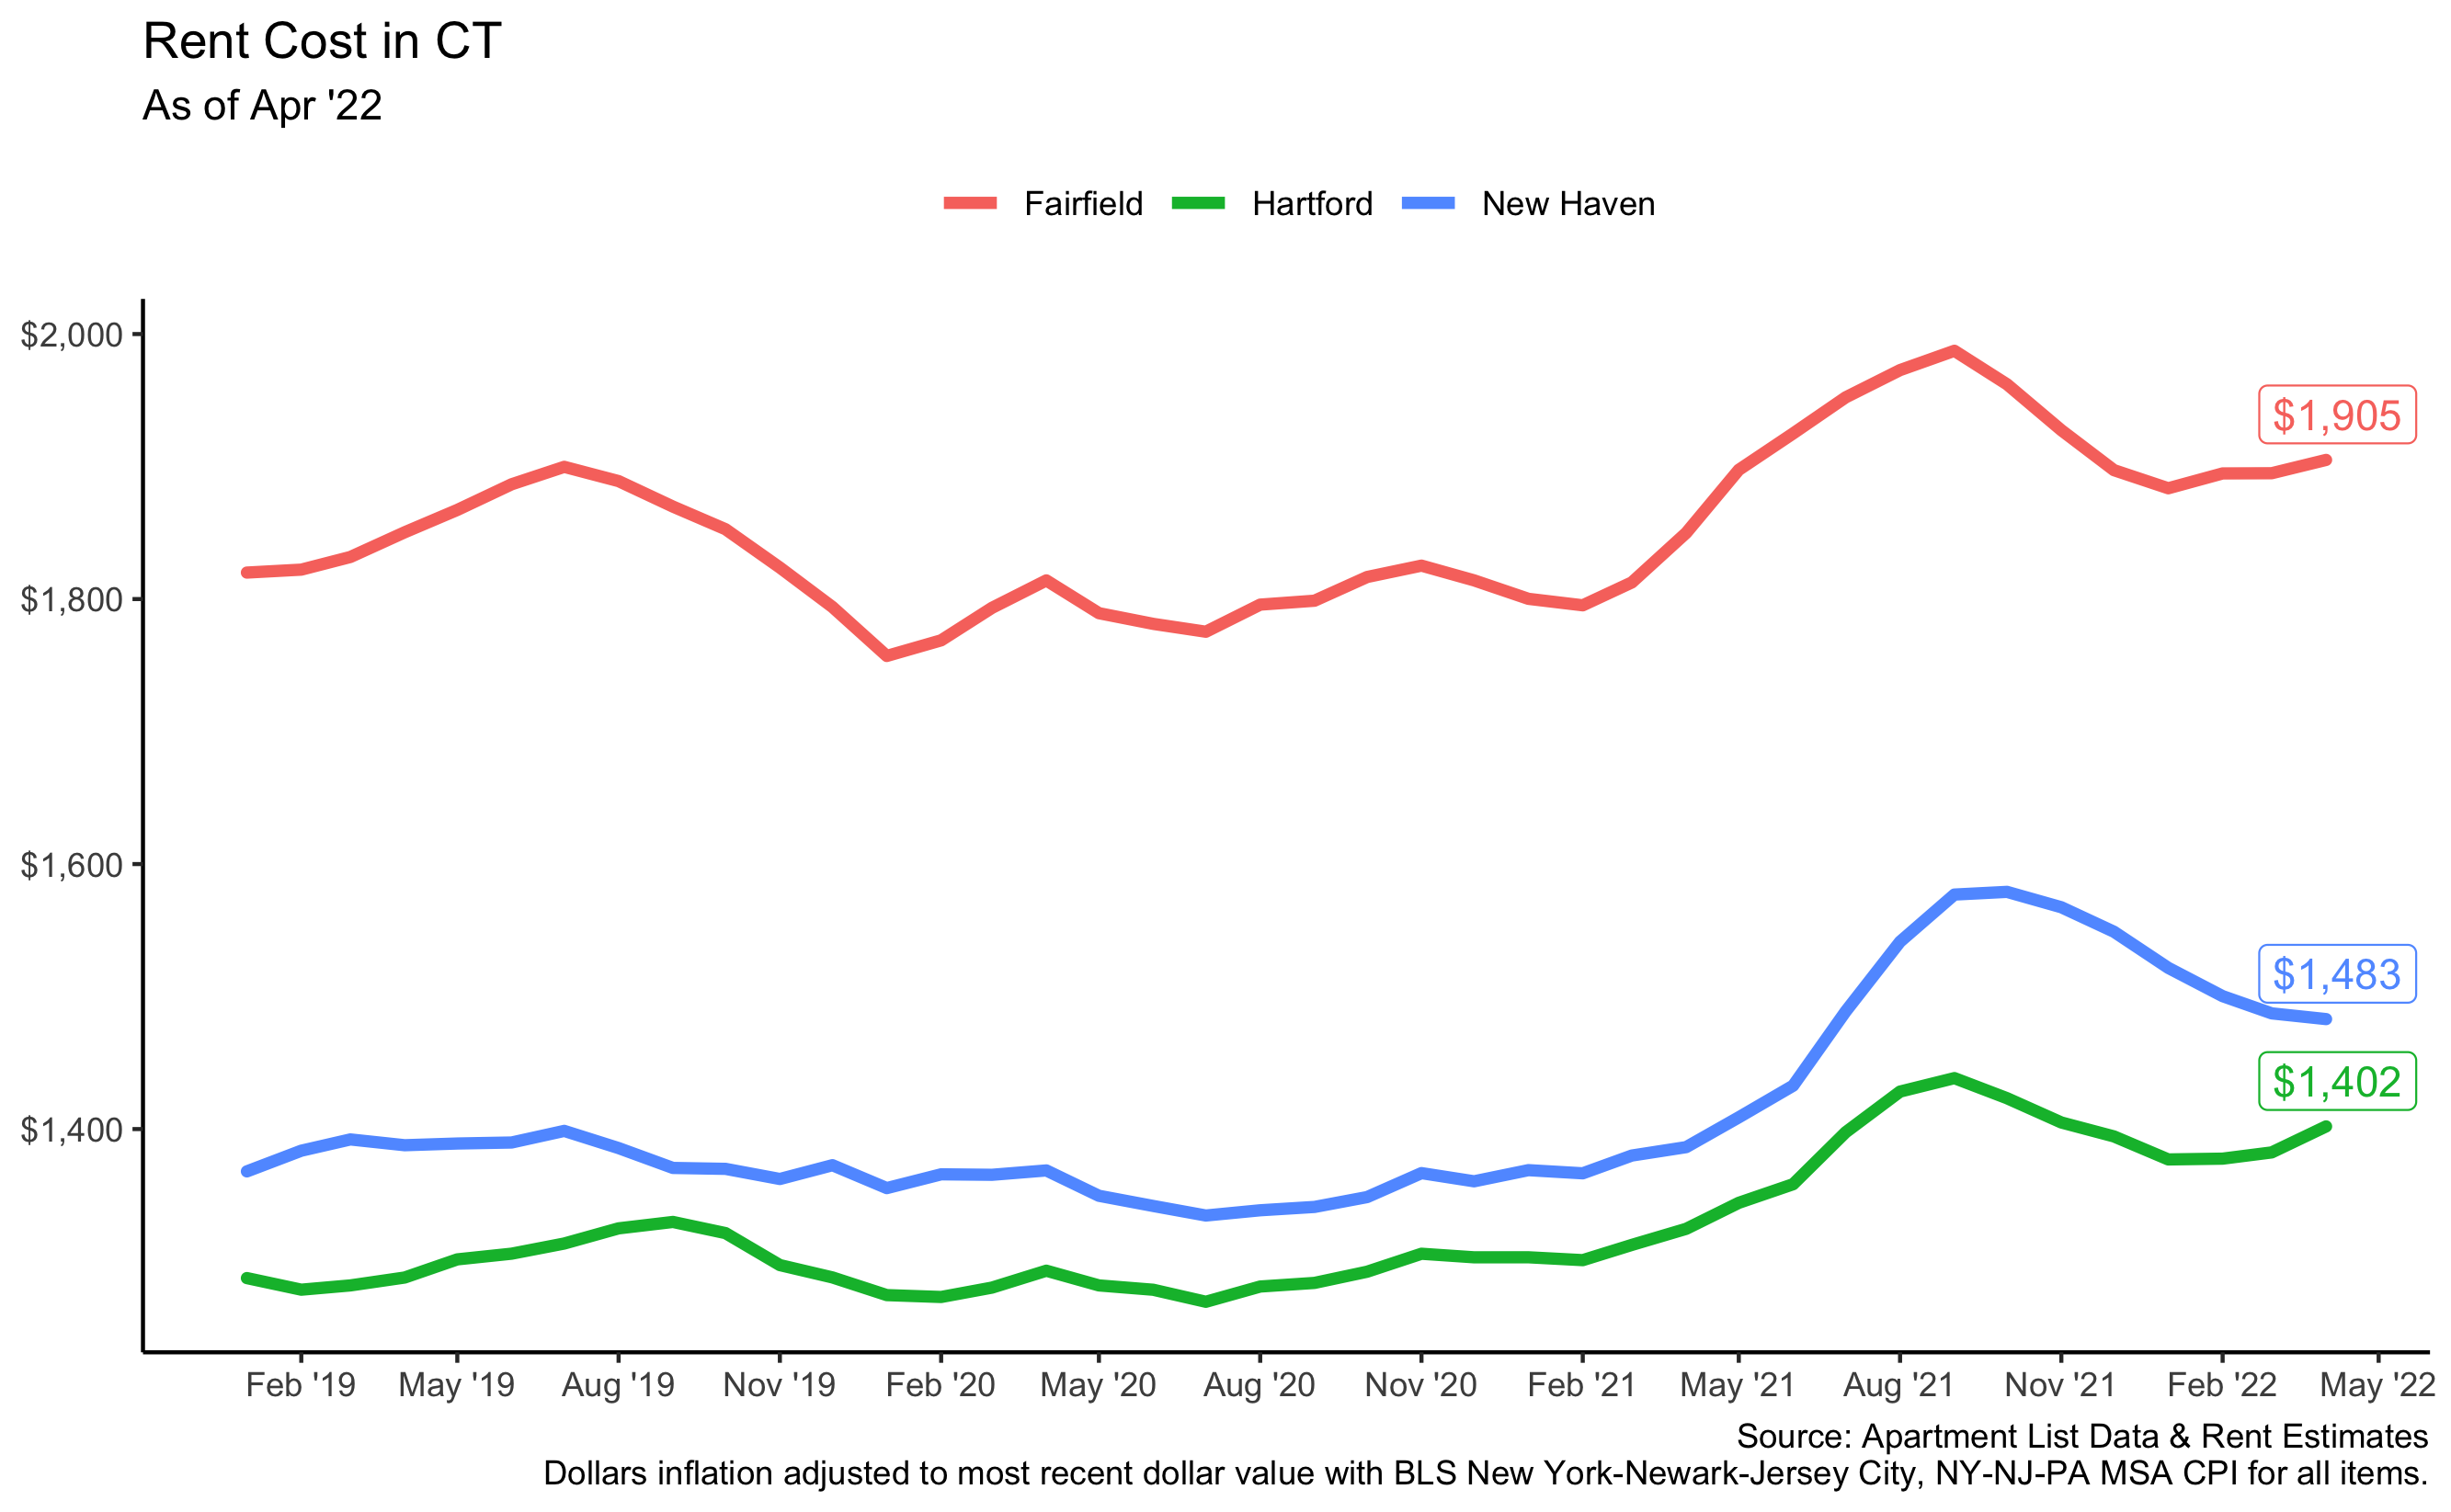 Rent Cost in CT
As of Apr '22
Fairfield Hartford New Haven
$2,000
$1,905
$1,800
$1,600
$1,483
$1,402
$1,400
Feb '19 May '19 Aug '19 Nov '19 Feb '20 May '20 Aug '20 Nov '20 Feb '21 May '21 Aug '21 Nov '21 Feb '22 May '22
Source: Apartment List Data & Rent Estimates
Dollars inflation adjusted to most recent dollar value with BLS New York-Newark-Jersey City, NY-NJ-PA MSA CPI for all items.